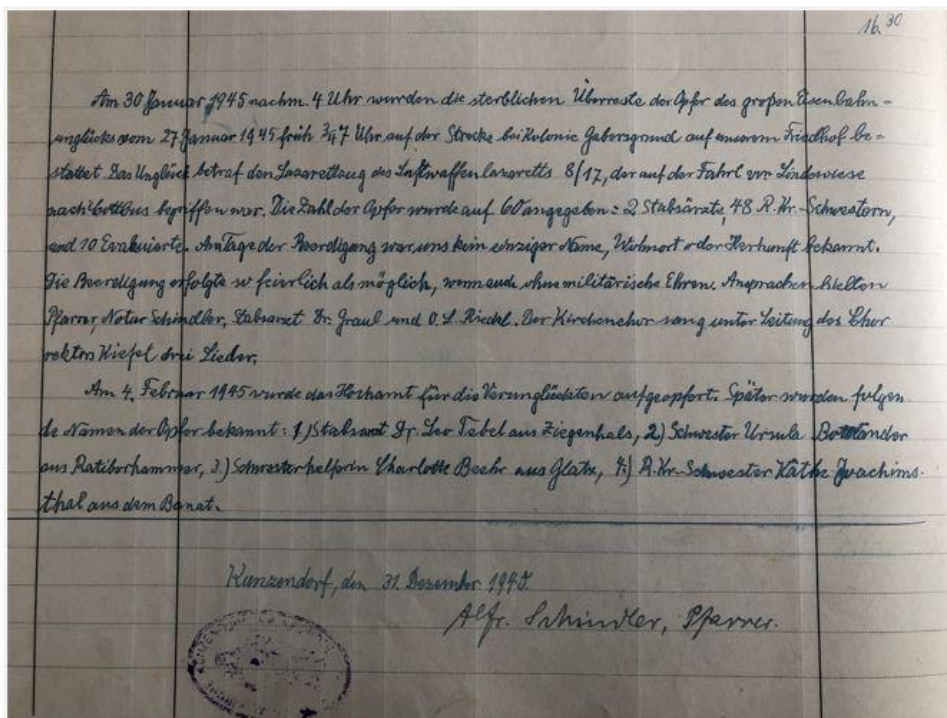 16. 30
Am 30 Januar 1945 nachm. 4 Uhr wurden die sterblichen Überreste der Opfer des großen Eisenbahn-
unglücks vom 27 Januar 1945 früh 3/4 7 Uhr auf der Strecke bei Kolonie Gabersgrund auf unserem Friedhof be-
stattet. Das Unglück betraf den Lazarettzug des Luftwaffenlazaretts 8/17, der auf der Fahrt von Lindewiese
nach Cottbus begriffen war. Die Zahl der Opfer wurde auf 60 angegeben = 2 Stabsärzte, 48 R. Kr.-Schwestern,
und 10 Evakuierte. Am Tage der Beerdigung war uns kein einziger Name, Wohnort oder Herkunft bekannt.
Die Beerdigung erfolgte so feierlich als möglich, wenn auch ohne militärische Ehren. Ansprachen hielten
Pfarrer, Notar Schindler, Stabsarzt Dr. Graul und O. L. Riedel. Der Kirchenchor sang unter Leitung des Chor
rektors Kiefel drei Lieder.
Am 4. Februar 1945 wurde das Hochamt für die Verunglückten aufgeopfert. Später wurden folgen
de Namen der Opfer bekannt: 1.) Stabsarzt Dr. Leo Tebel aus Ziegenhals, 2.) Schwester Ursula
aus Ratiborhammer, 3.) Schwesterhelferin Charlotte Beehr aus Glatz, 4.) R. Kr.-Schwester Käthe Joachims-
thal aus dem Banat.
Kunzendorf, den 31. Dezember 1945.
Alfr. Schindler, Pfarrer.